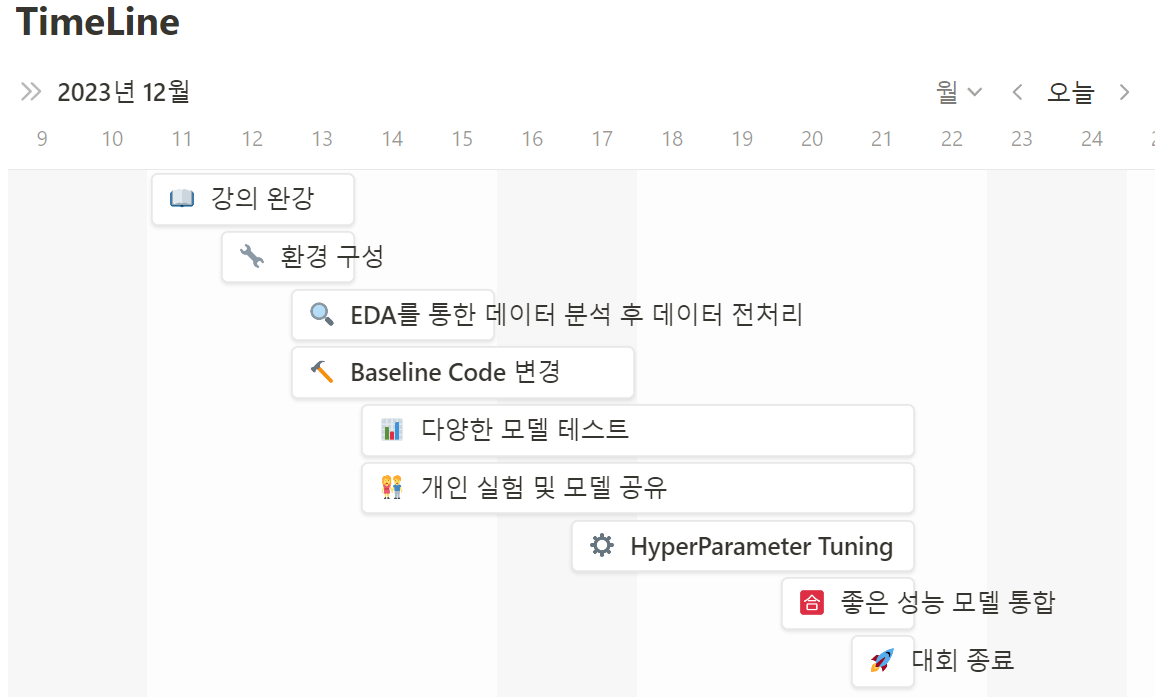 TimeLine
2023년 12월 월 오늘
9 10 11 12 13 14 15 16 17 18 19 20 21 22 23 24
강의 완강
환경 구성
EDA를 통한 데이터 분석 후 데이터 전처리
Baseline Code 변경
다양한 모델 테스트
개인 실험 및 모델 공유
HyperParameter Tuning
合 좋은 성능 모델 통합
대회 종료